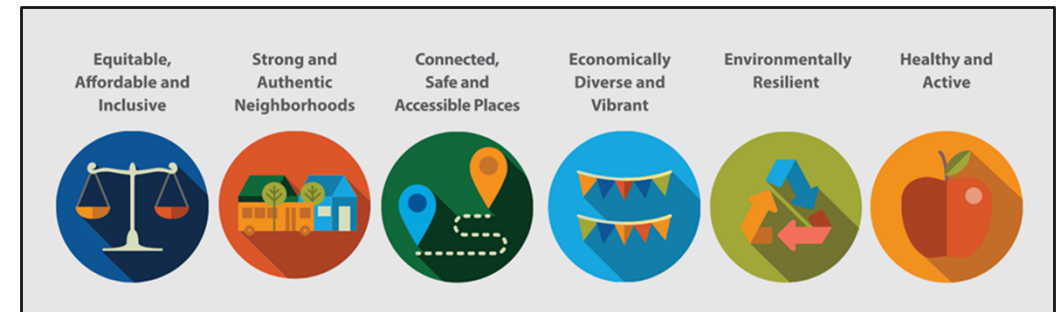 Equitable,
Affordable and
Inclusive
Strong and
Authentic
Neighborhoods
Connected,
Safe and
Accessible Places
Economically
Diverse and
Vibrant
Environmentally
Resilient
Healthy and
Active